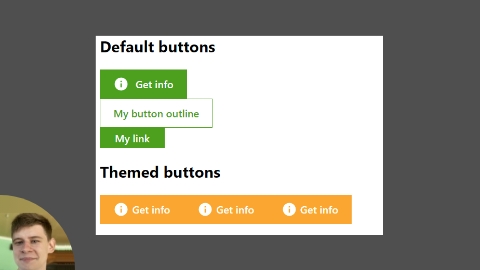 Default buttons
Get info
My button outline
My link
Themed buttons
Get info Get info Get info